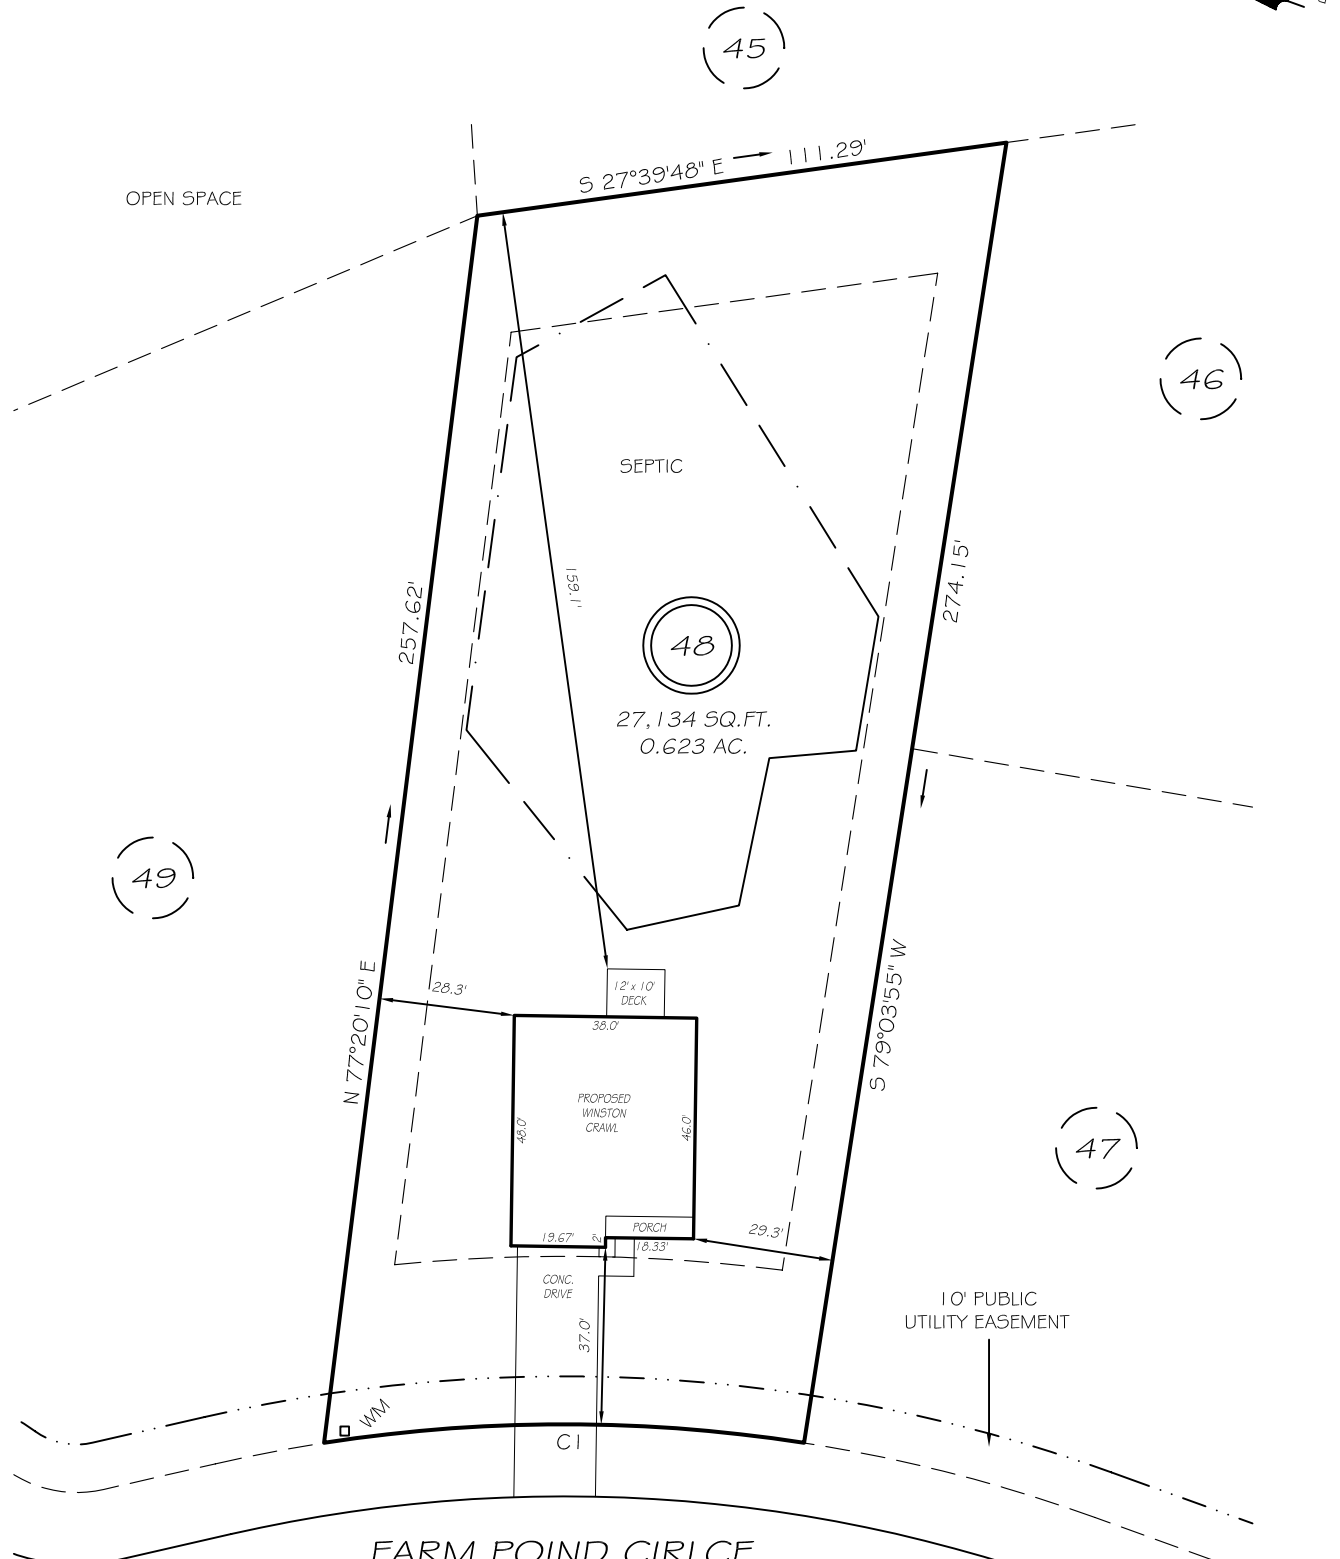 45
S 27°39'48" E
111.29'
OPEN SPACE
46
SEPTIC
159.1'
257.62'
274.15'
48
27,134 SQ.FT.
0.623 AC.
49
N 77°20'10" E
S 79°03'55" W
28.3'
12' x 10'
DECK
38.0'
PROPOSED
WINSTON
CRAWL
48.0'
46.0'
47
PORCH
19.67'
2'
18.33'
29.3'
CONC.
DRIVE
37.0'
10' PUBLIC
UTILITY EASEMENT
WM
C1
FARM POIND CIRLCE